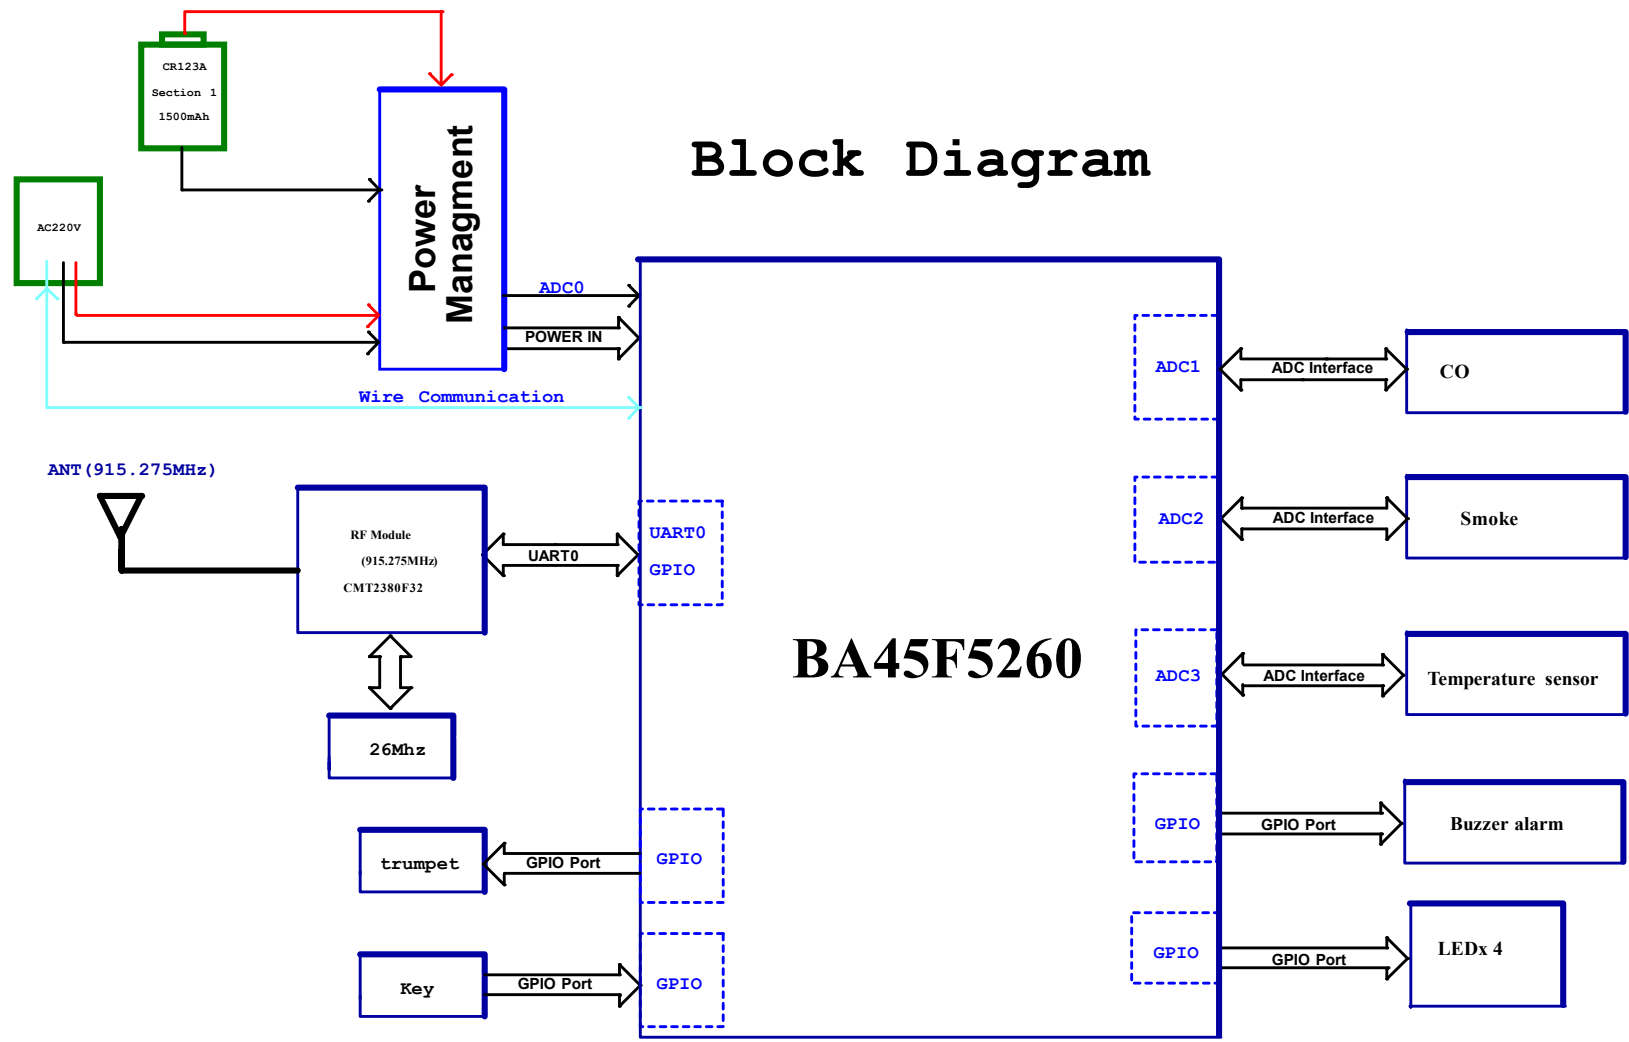 CR123A
Section 1
1500mAh
Power
Managment
Block Diagram
AC220V
ADC0
POWER IN
Wire Communication
ANT(915.275MHz)
RF Module
(915.275MHz)
CMT2380F32
UART0
UART0
GPIO
26Mhz
trumpet
GPIO Port
GPIO
Key
GPIO Port
GPIO
BA45F5260
ADC1
ADC Interface
CO
ADC2
ADC Interface
Smoke
ADC3
ADC Interface
Temperature sensor
GPIO
GPIO Port
Buzzer alarm
GPIO
GPIO Port
LEDx 4